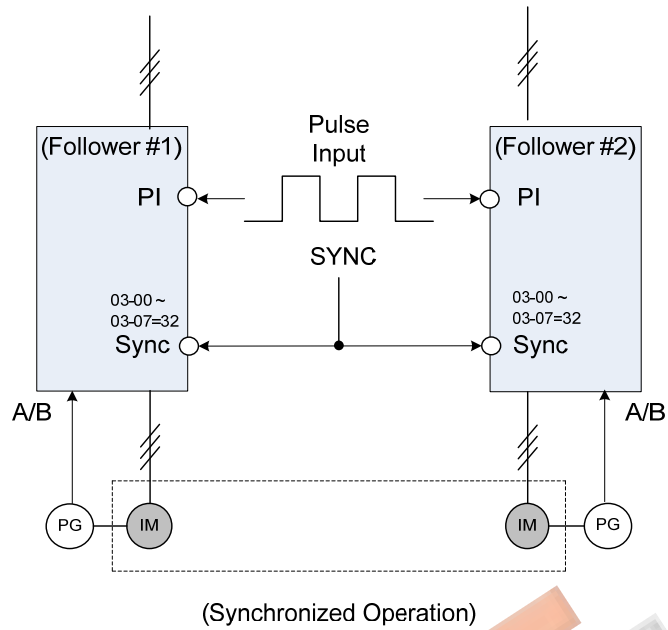 (Follower #1)
Pulse
Input
(Follower #2)
PI
PI
SYNC
03-00 ~
03-07=32
Sync
03-00 ~
03-07=32
Sync
A/B
A/B
PG
IM
IM
PG
(Synchronized Operation)